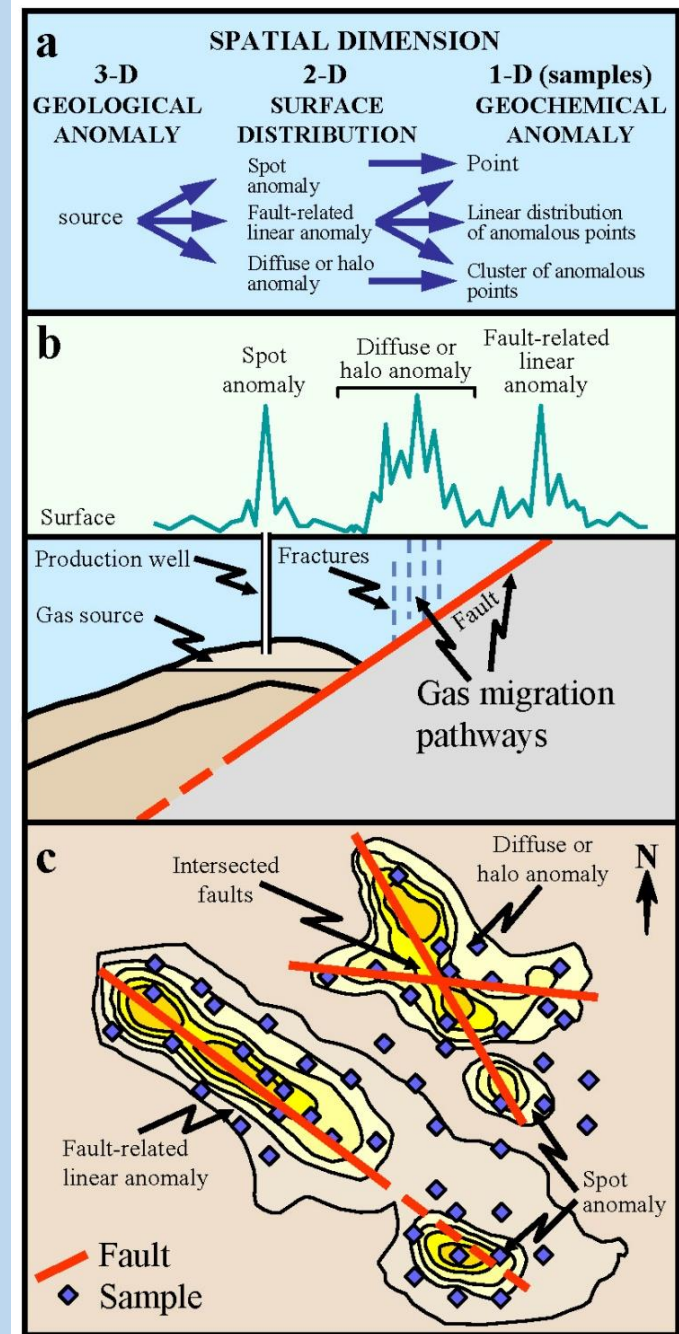 a
SPATIAL DIMENSION
3-D
GEOLOGICAL
ANOMALY
2-D
SURFACE
DISTRIBUTION
1-D (samples)
GEOCHEMICAL
ANOMALY
source
Spot
anomaly
Fault-related
linear anomaly
Diffuse or halo
anomaly
Point
Linear distribution
of anomalous points
Cluster of anomalous
points
b
Spot
anomaly
Diffuse or
halo anomaly
Fault-related
linear
anomaly
Surface
Production well
Gas source
Fractures
Fault
Gas migration
pathways
c
Intersected
faults
Diffuse or
halo anomaly
N
Fault-related
linear anomaly
Spot
anomaly
Fault
Sample